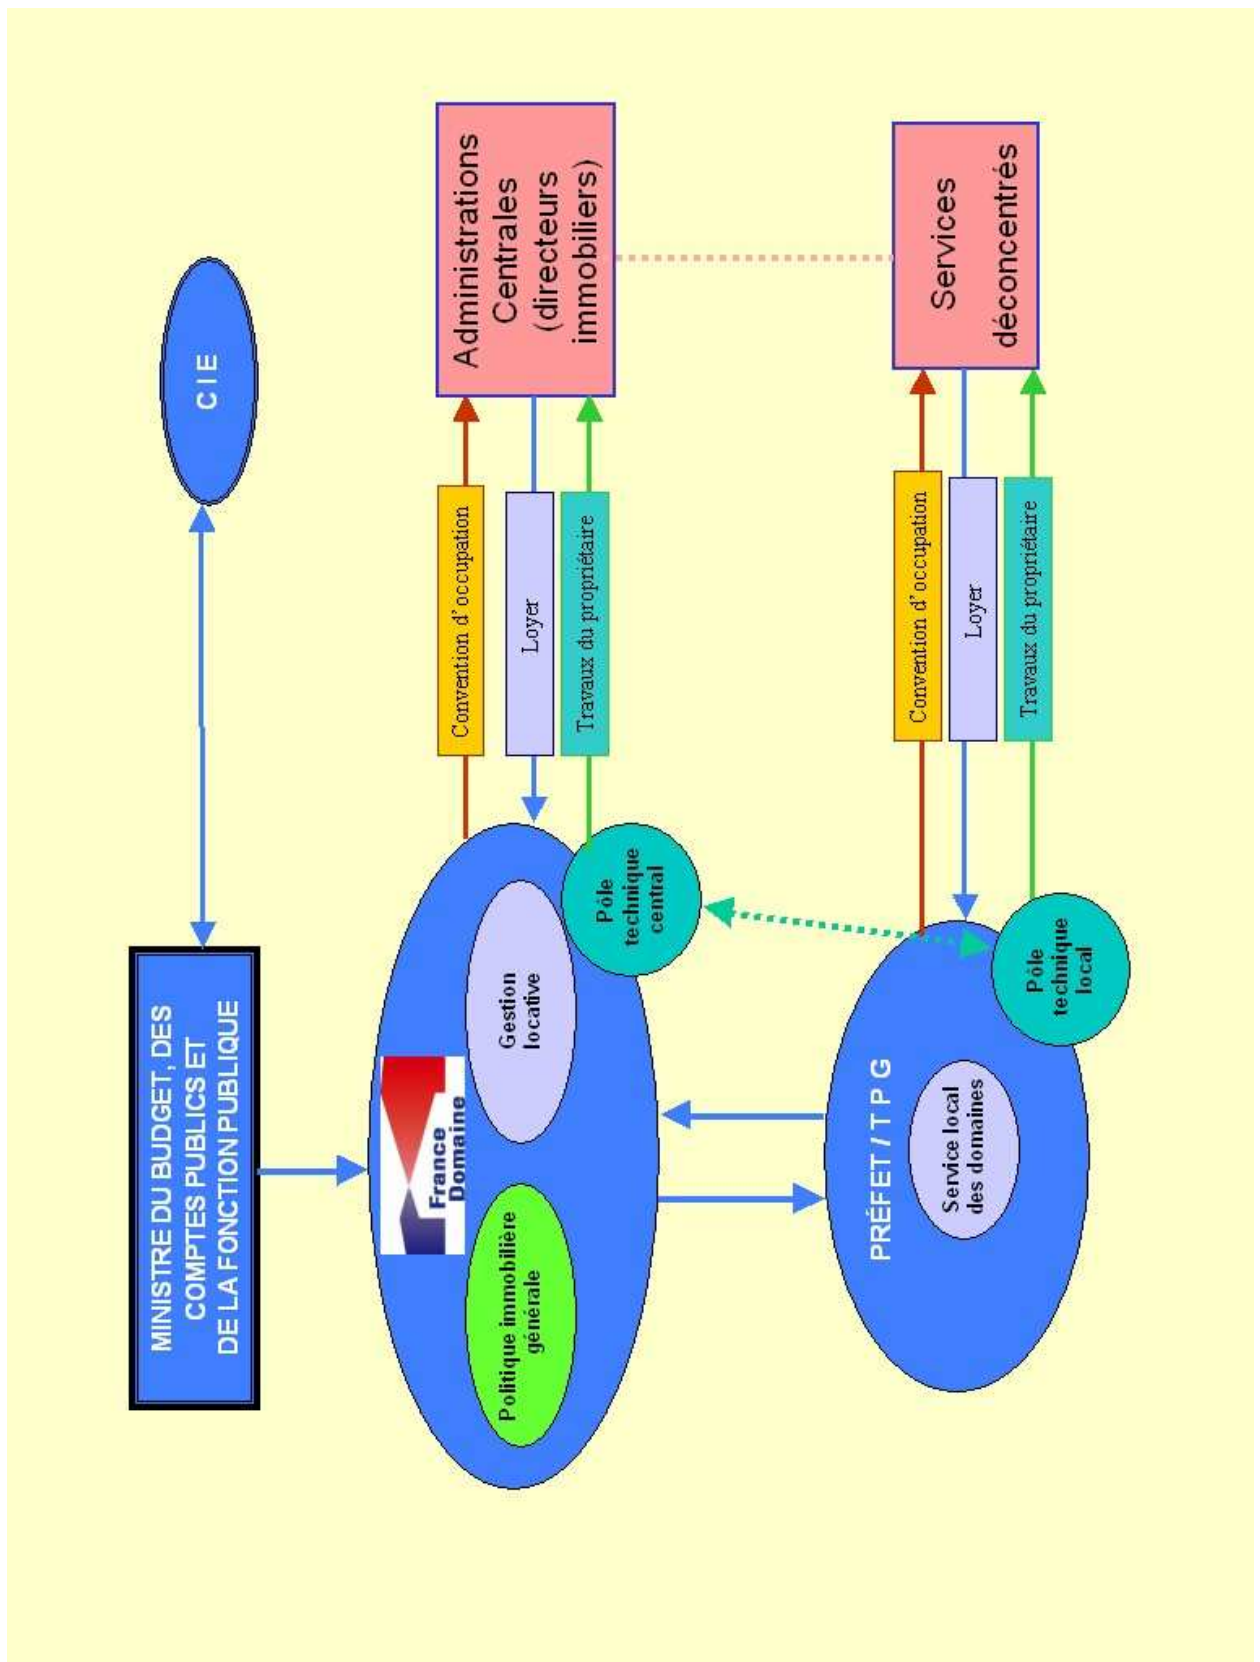 MINISTRE DU BUDGET, DES
COMPTES PUBLICS ET
DE LA FONCTION PUBLIQUE
C I E
France
Domaine
Politique immobilière
générale
Gestion
locative
Pôle
technique
central
Convention d'occupation
Loyer
Travaux du propriétaire
Administrations
Centrales
(directeurs
immobiliers)
PRÉFET / T P G
Service local
des domaines
Pôle
technique
local
Convention d'occupation
Loyer
Travaux du propriétaire
Services
déconcentrés